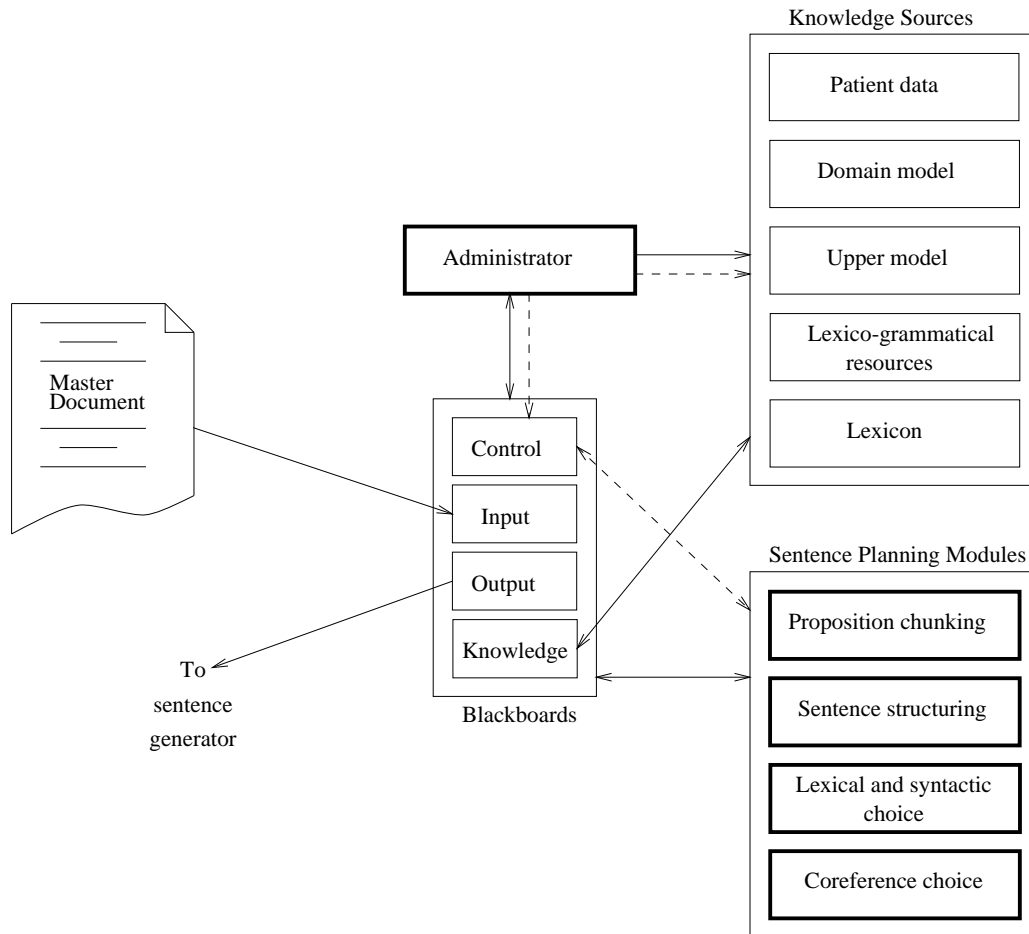 Knowledge Sources
Patient data
Domain model
Administrator
Upper model
Lexico-grammatical
resources
Master
Document
Lexicon
Control
Input
Output
Knowledge
Blackboards
To
sentence
generator
Sentence Planning Modules
Proposition chunking
Sentence structuring
Lexical and syntactic
choice
Coreference choice